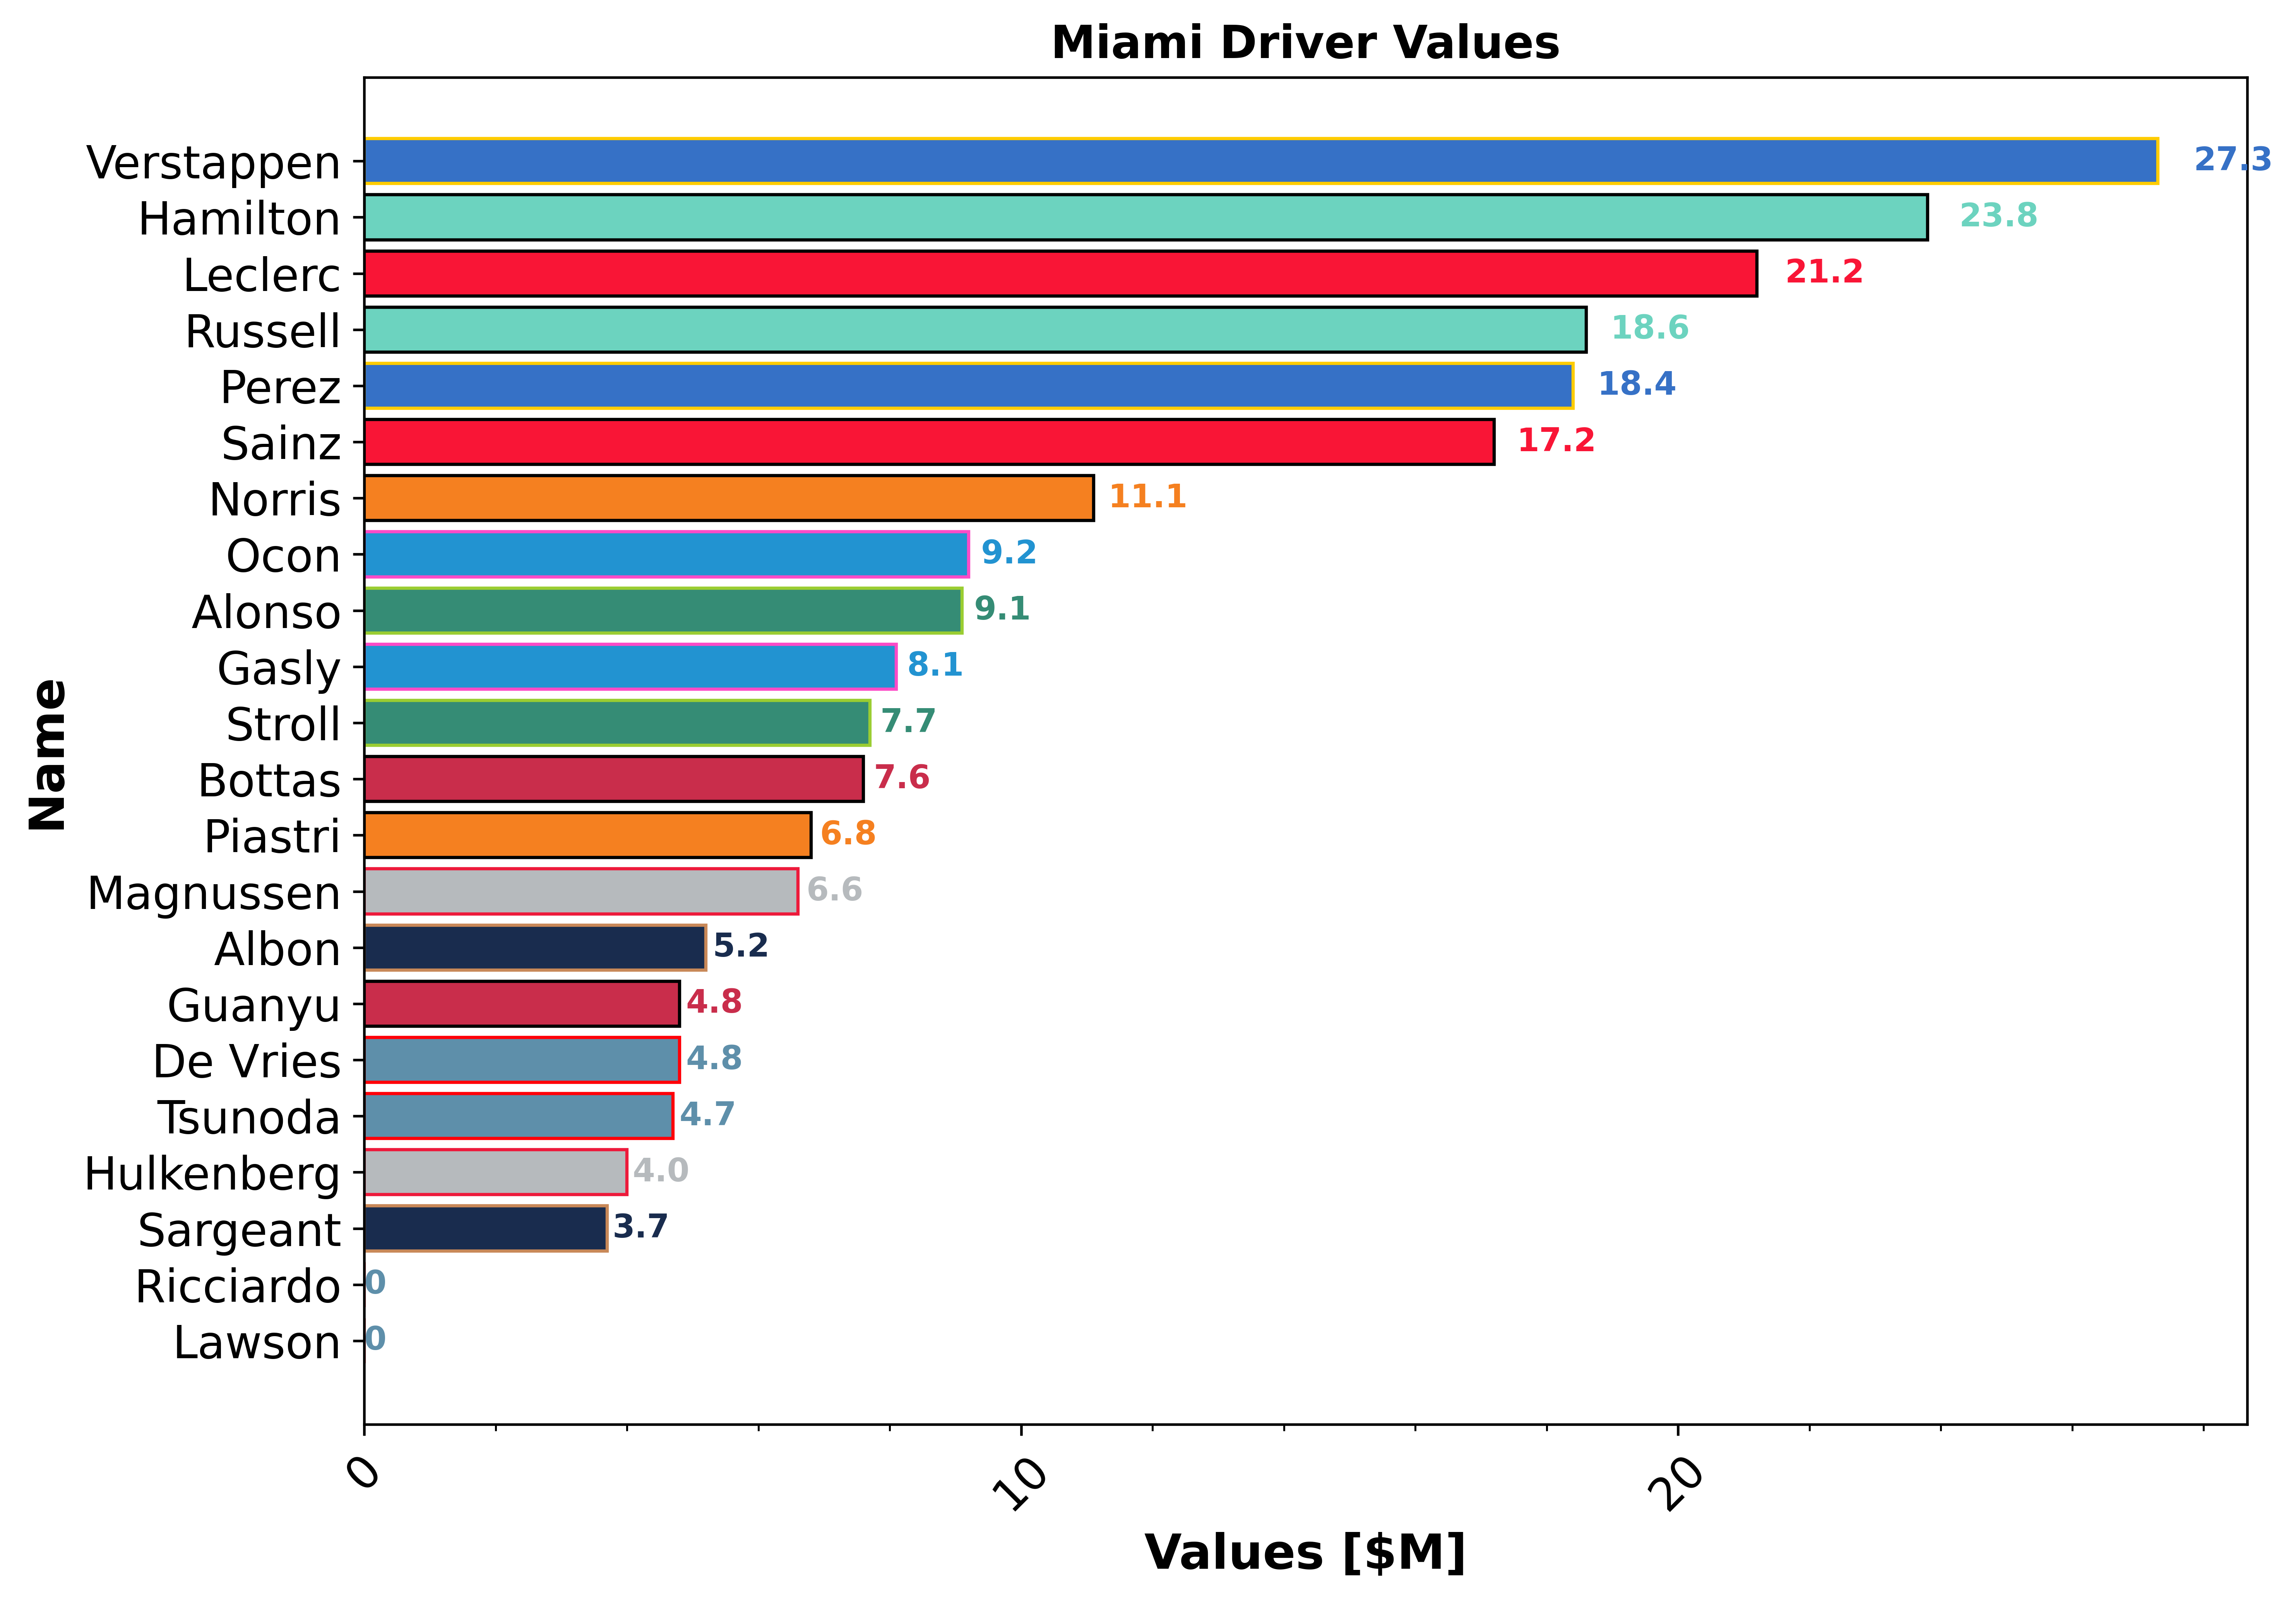 Miami Driver Values
Verstappen 27.3
Hamilton 23.8
Leclerc 21.2
Russell 18.6
Perez 18.4
Sainz 17.2
Norris 11.1
Ocon 9.2
Alonso 9.1
Gasly 8.1
Stroll 7.7
Bottas 7.6
Piastri 6.8
Magnussen 6.6
Albon 5.2
Guanyu 4.8
De Vries 4.8
Tsunoda 4.7
Hulkenberg 4.0
Sargeant 3.7
Ricciardo 0
Lawson 0
Name
0 10 20
Values [$M]